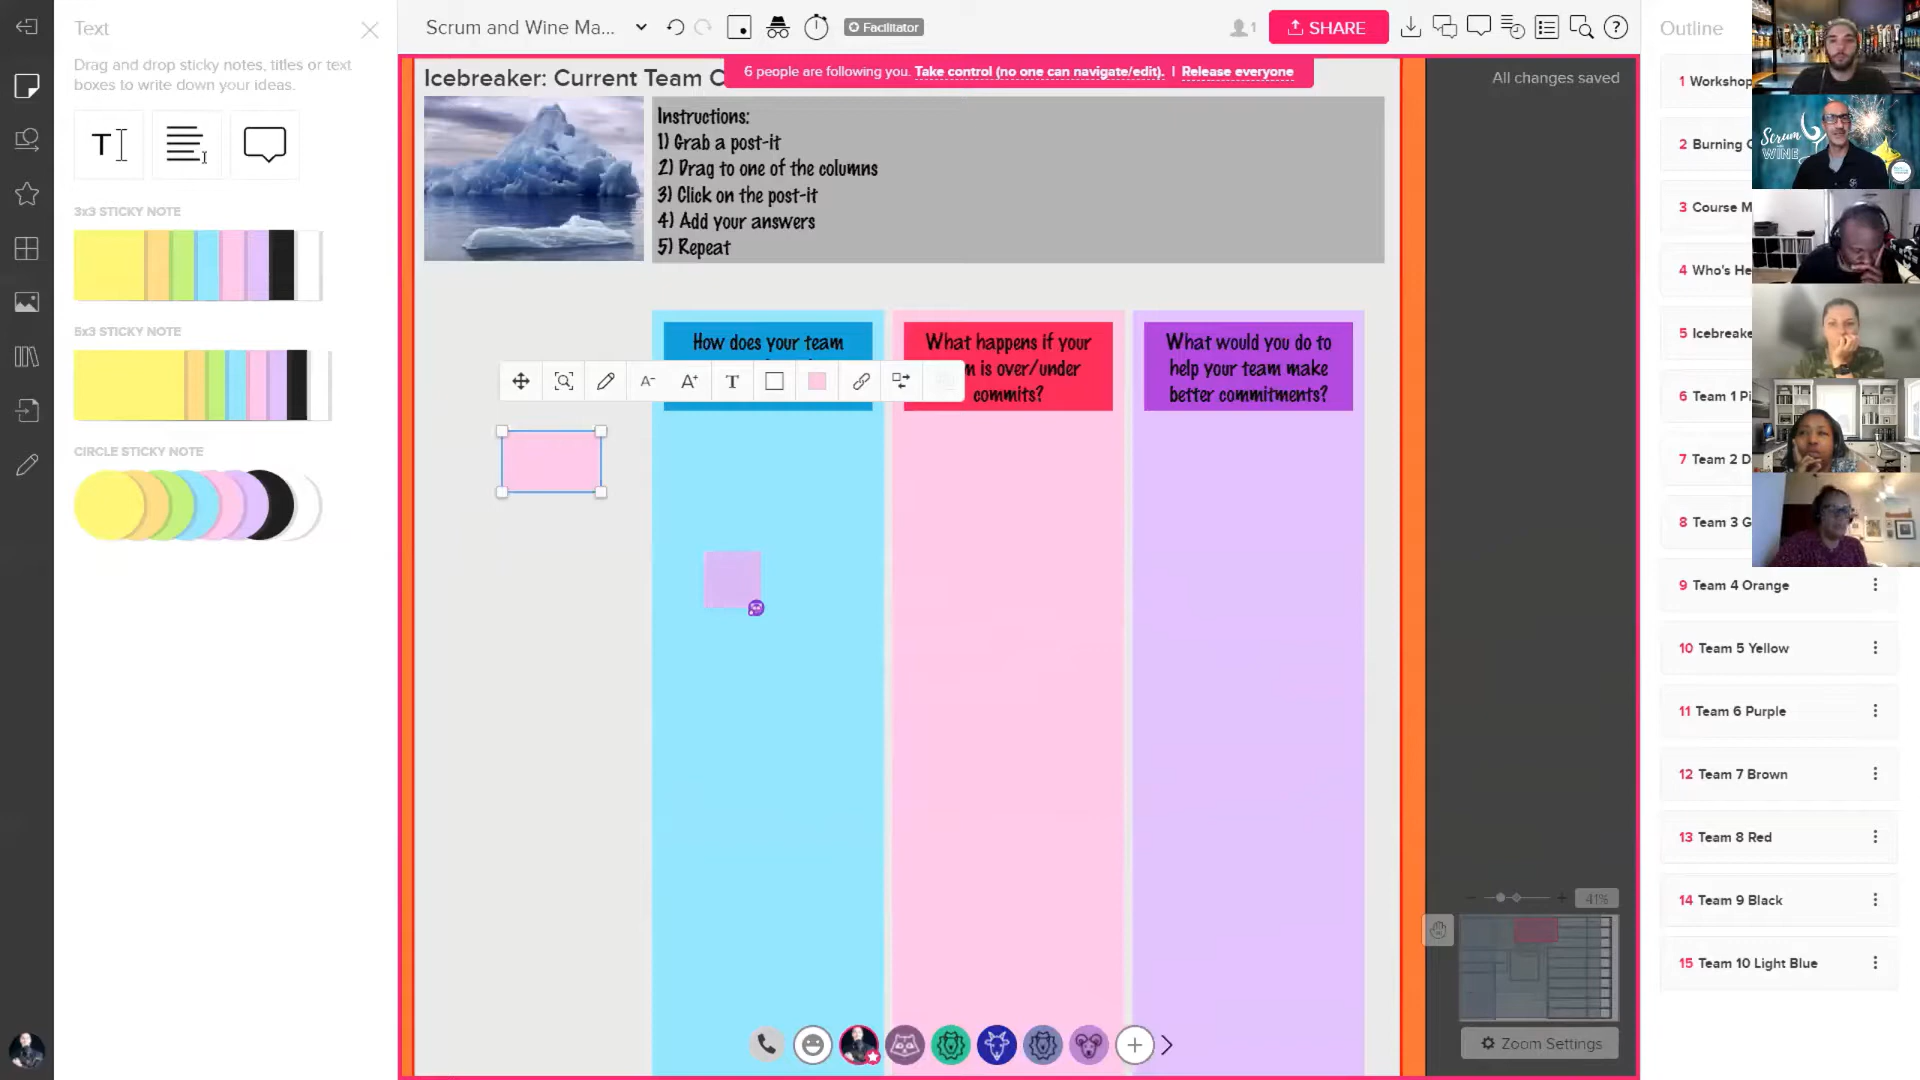 Text
Drag and drop sticky notes, titles or text
boxes to write down your ideas.
T
3x3 STICKY NOTE
5x3 STICKY NOTE
CIRCLE STICKY NOTE
Scrum and Wine Ma...
Facilitator
1
SHARE
6 people are following you. Take control (no one can navigate/edit). | Release everyone
All changes saved
Icebreaker: Current Team C
Instructions:
1) Grab a post-it
2) Drag to one of the columns
3) Click on the post-it
4) Add your answers
5) Repeat
How does your team
What happens if your
m is over/under
commits?
What would you do to
help your team make
better commitments?
A-
A+
T
41%
Zoom Settings
Outline
1 Workshop
2 Burning
3 Course M
4 Who's He
5 Icebreake
6 Team 1 Pi
7 Team 2 D
8 Team 3 G
9 Team 4 Orange
10 Team 5 Yellow
11 Team 6 Purple
12 Team 7 Brown
13 Team 8 Red
14 Team 9 Black
15 Team 10 Light Blue
Scrum
WINE